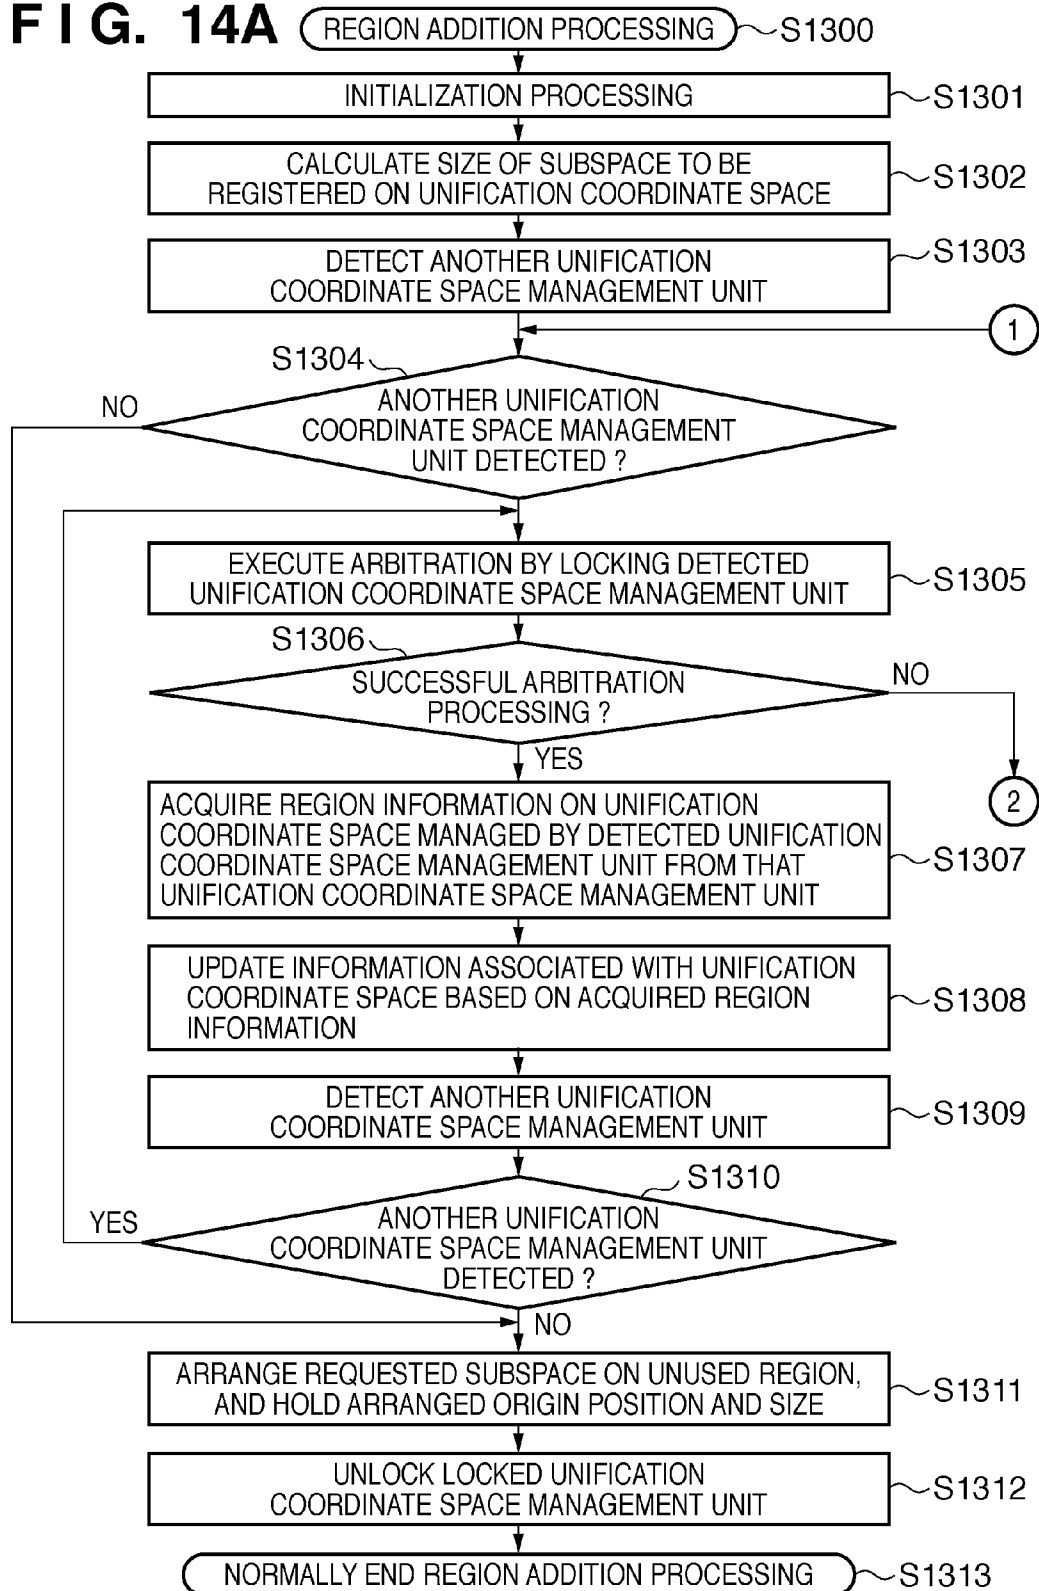 FIG. 14A
REGION ADDITION PROCESSING
S1300
INITIALIZATION PROCESSING
S1301
CALCULATE SIZE OF SUBSPACE TO BE
REGISTERED ON UNIFICATION COORDINATE SPACE
S1302
DETECT ANOTHER UNIFICATION
COORDINATE SPACE MANAGEMENT UNIT
S1303
1
S1304
ANOTHER UNIFICATION
COORDINATE SPACE MANAGEMENT
UNIT DETECTED ?
NO
EXECUTE ARBITRATION BY LOCKING DETECTED
UNIFICATION COORDINATE SPACE MANAGEMENT UNIT
S1305
S1306
SUCCESSFUL ARBITRATION
PROCESSING ?
NO
YES
2
ACQUIRE REGION INFORMATION ON UNIFICATION
COORDINATE SPACE MANAGED BY DETECTED UNIFICATION
COORDINATE SPACE MANAGEMENT UNIT FROM THAT
UNIFICATION COORDINATE SPACE MANAGEMENT UNIT
S1307
UPDATE INFORMATION ASSOCIATED WITH UNIFICATION
COORDINATE SPACE BASED ON ACQUIRED REGION
INFORMATION
S1308
DETECT ANOTHER UNIFICATION
COORDINATE SPACE MANAGEMENT UNIT
S1309
S1310
YES
ANOTHER UNIFICATION
COORDINATE SPACE MANAGEMENT UNIT
DETECTED ?
NO
ARRANGE REQUESTED SUBSPACE ON UNUSED REGION,
AND HOLD ARRANGED ORIGIN POSITION AND SIZE
S1311
UNLOCK LOCKED UNIFICATION
COORDINATE SPACE MANAGEMENT UNIT
S1312
NORMALLY END REGION ADDITION PROCESSING
S1313